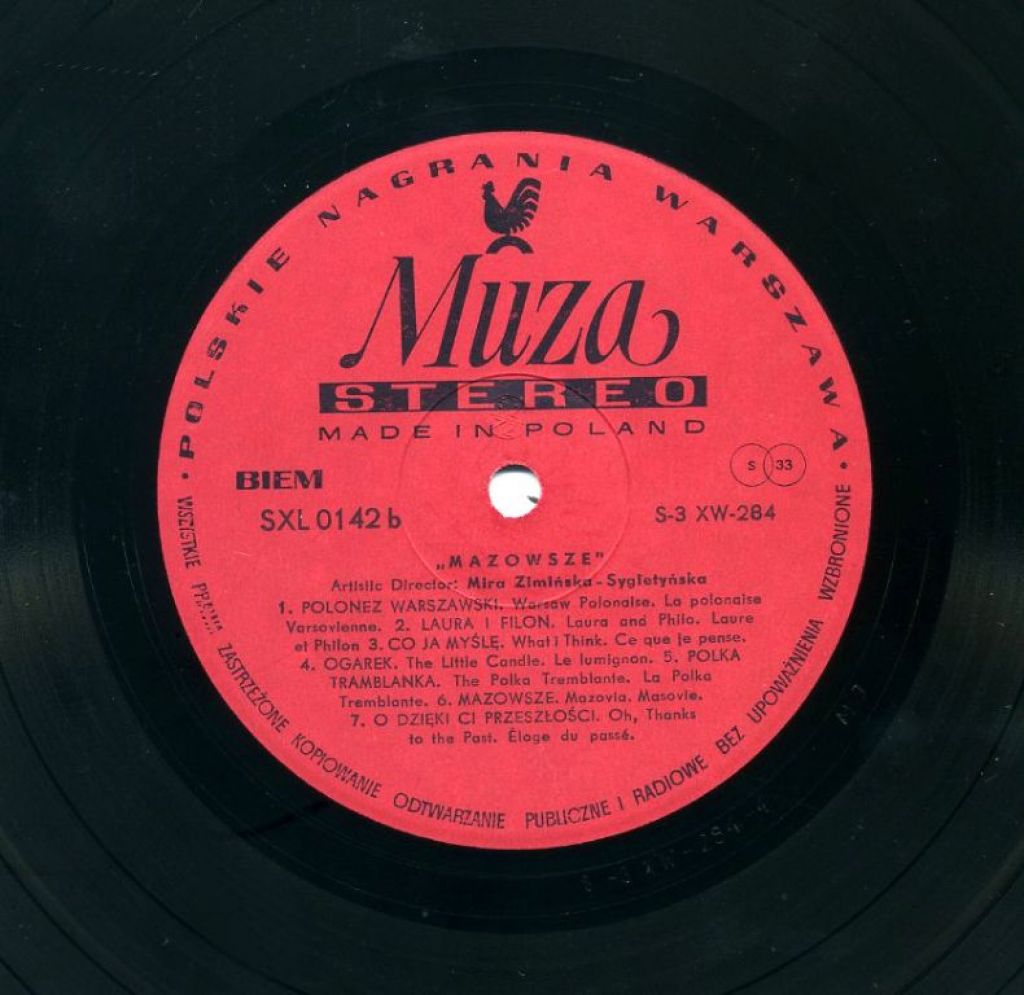 • POLSKIE NAGRANIA WARSZAWA •
Muza
STEREO
MADE IN POLAND
BIEM
S 33
SXL 0142 b
S-3 XW-284
„MAZOWSZE"
Artistic Director: Mira Zimińska-Sygietyńska
1. POLONEZ WARSZAWSKI. Warsaw Polonaise. La polonaise
Varsovienne. 2. LAURA I FILON. Laura and Philo. Laure
et Philon 3. CO JA MYŚLĘ. What i Think. Ce que je pense.
4. OGAREK. The Little Candle. Le lumignon. 5. POLKA
TRAMBLANKA. The Polka Tremblante. La Polka
Tremblante. 6. MAZOWSZE. Mazovia. Masovie.
7. O DZIĘKI CI PRZESZŁOŚCI. Oh, Thanks
to the Past. Éloge du passé.
WSZYSTKIE PRAWA ZASTRZEŻONE KOPIOWANIE ODTWARZANIE PUBLICZNE I RADIOWE BEZ UPOWAŻNIENIA WZBRONIONE